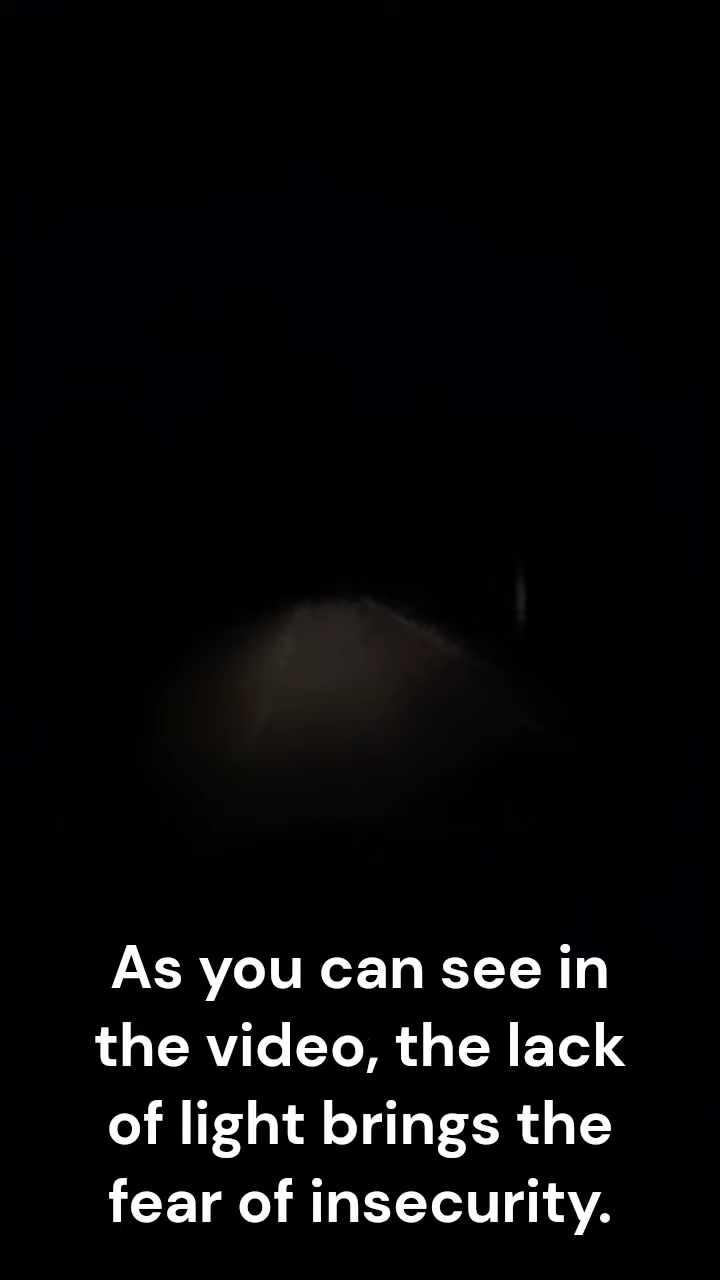 As you can see in
the video, the lack
of light brings the
fear of insecurity.